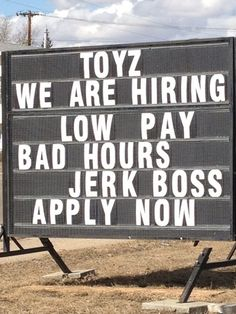 TOYZ
WE ARE HIRING
LOW PAY
BAD HOURS
JERK BOSS
APPLY NOW